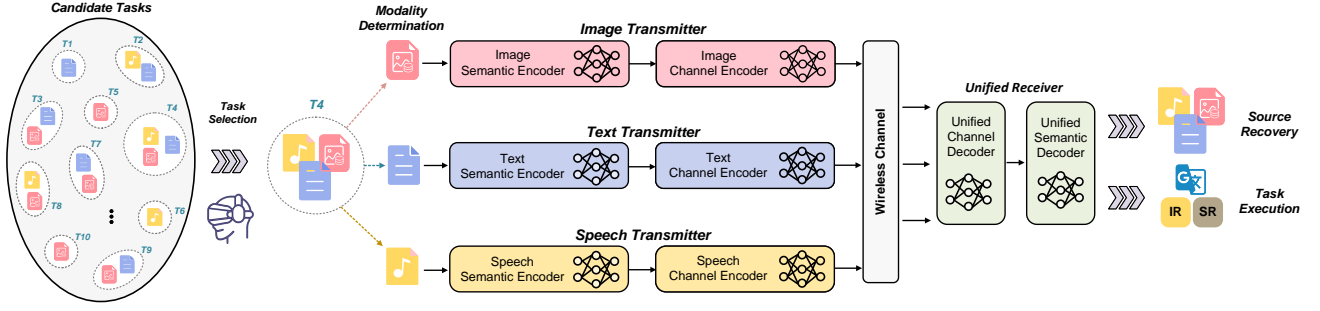 Candidate Tasks
T1
T2
T3
T5
T4
T7
T8
T6
T10
T9
Task
Selection
T4
Modality
Determination
Image Transmitter
Image
Semantic Encoder
Image
Channel Encoder
Text Transmitter
Text
Semantic Encoder
Text
Channel Encoder
Speech Transmitter
Speech
Semantic Encoder
Speech
Channel Encoder
Wireless Channel
Unified Receiver
Unified
Channel
Decoder
Unified
Semantic
Decoder
Source
Recovery
G
IR
SR
Task
Execution